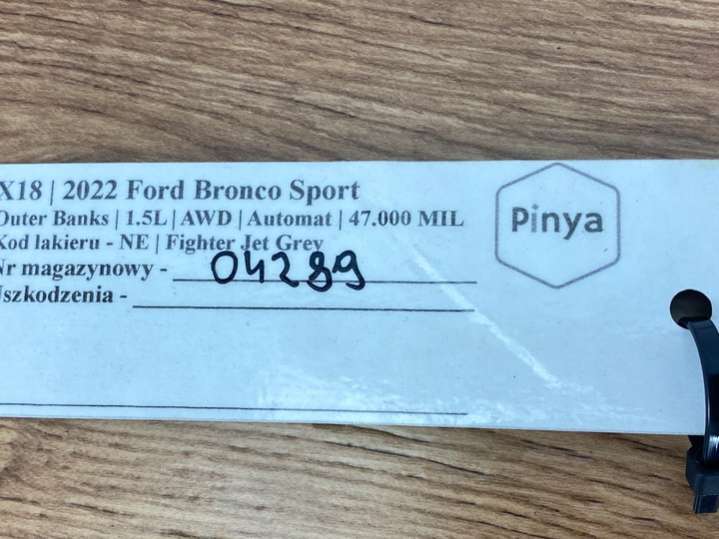 X18 | 2022 Ford Bronco Sport
Outer Banks | 1.5L | AWD | Automat | 47.000 MIL
Kod lakieru - NE | Fighter Jet Grey
Nr magazynowy - 04289
Uszkodzenia -
Pinya